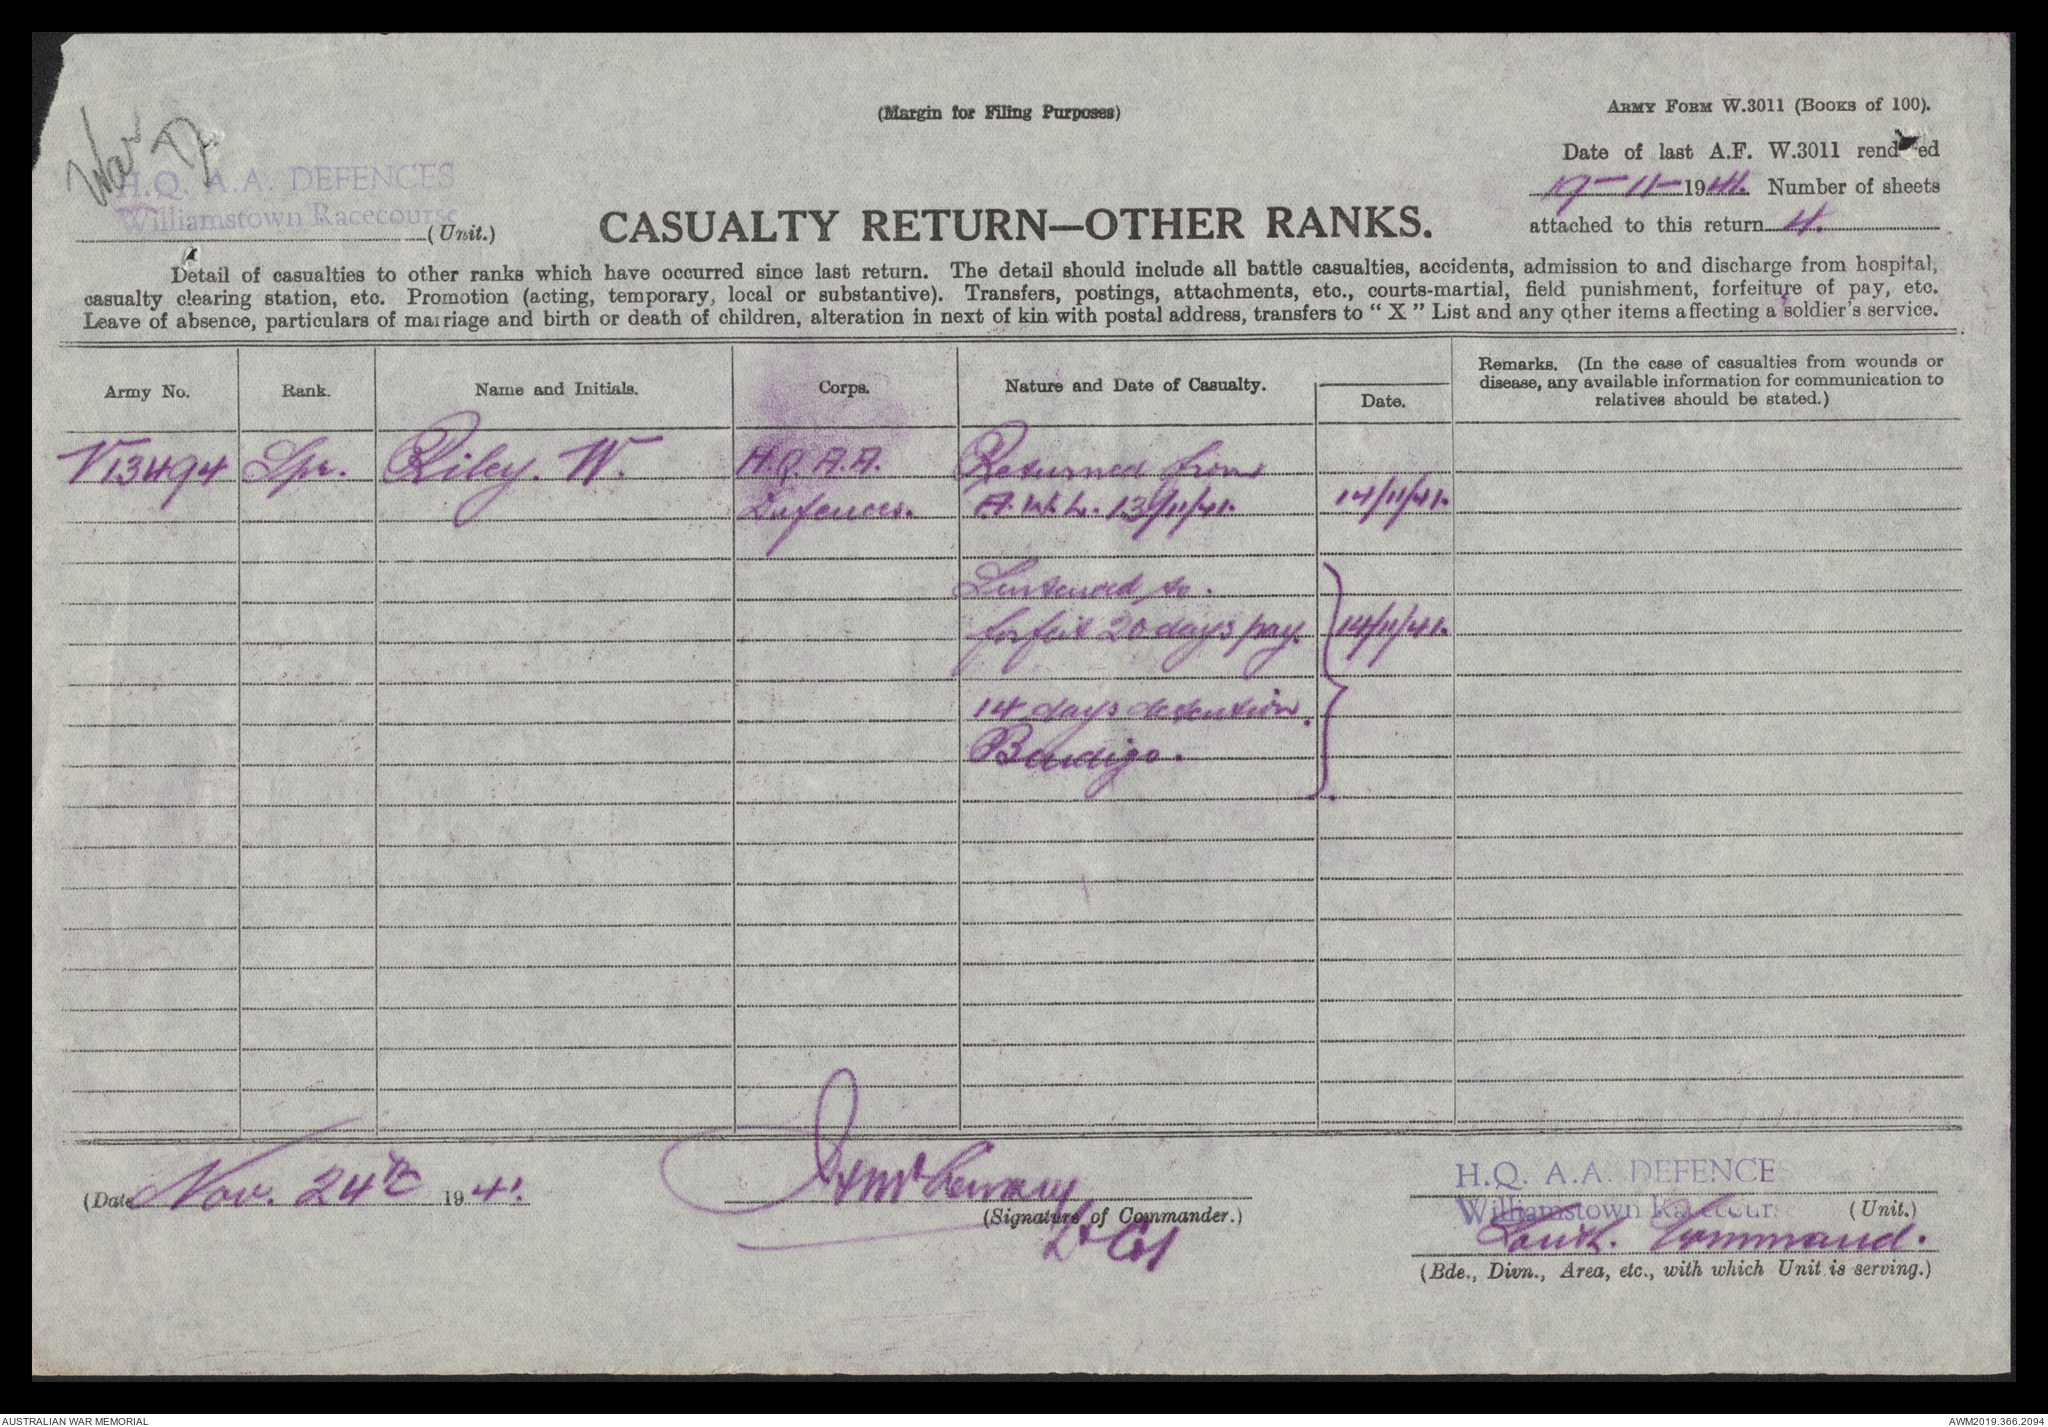 (Margin for Filing Purposes)
ARMY FORM W.3011 (BOOKS of 100).
Date of last A.F. W.3011 rendered
19-11-1941. Number of sheets
attached to this return 4.
War D.
H.Q. A.A. DEFENCES
Williamstown Racecourse
(Unit.)
CASUALTY RETURN—OTHER RANKS.
Detail of casualties to other ranks which have occurred since last return. The detail should include all battle casualties, accidents, admission to and discharge from hospital,
casualty clearing station, etc. Promotion (acting, temporary, local or substantive). Transfers, postings, attachments, etc., courts-martial, field punishment, forfeiture of pay, etc.
Leave of absence, particulars of marriage and birth or death of children, alteration in next of kin with postal address, transfers to “ X ” List and any other items affecting a soldier’s service.
Army No. Rank. Name and Initials. Corps. Nature and Date of Casualty. Date. Remarks. (In the case of casualties from wounds or
disease, any available information for communication to
relatives should be stated.)
V13494 Spr. Riley. W. H.Q. A.A. Returned from
Defences. A.W.L. 13/11/41. 14/11/41.
Sentenced to.
forfeit 20 days pay. 14/11/41.
14 days detention.
Bendigo.
(Date Nov. 24th 1941.
(Signature of Commander.)
Lt Col
H.Q. A.A. DEFENCES
Williamstown Racecourse (Unit.)
South. Command.
(Bde., Divn., Area, etc., with which Unit is serving.)
AUSTRALIAN WAR MEMORIAL
AWM2019.366.2094